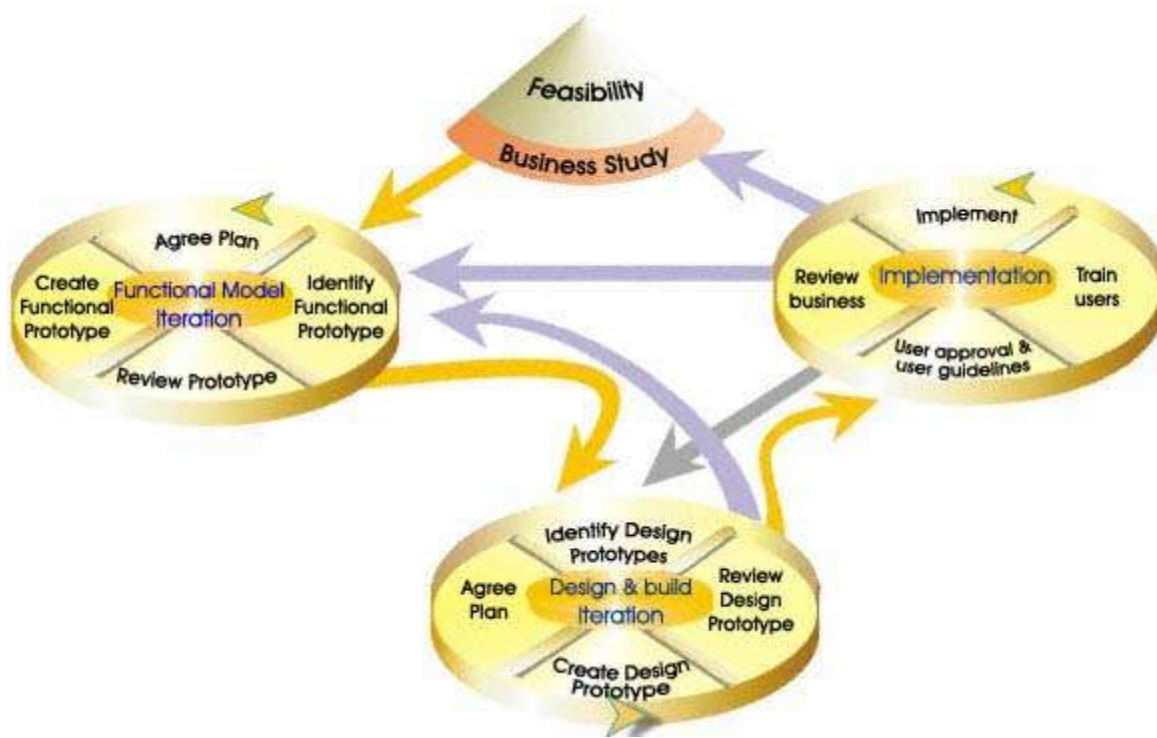 Feasibility
Business Study
Agree Plan
Create
Functional
Prototype
Functional Model
Iteration
Identify
Functional
Prototype
Review Prototype
Implement
Review
business
Implementation
Train
users
User approval &
user guidelines
Identify Design
Prototypes
Agree
Plan
Design & build
Iteration
Review
Design
Prototype
Create Design
Prototype